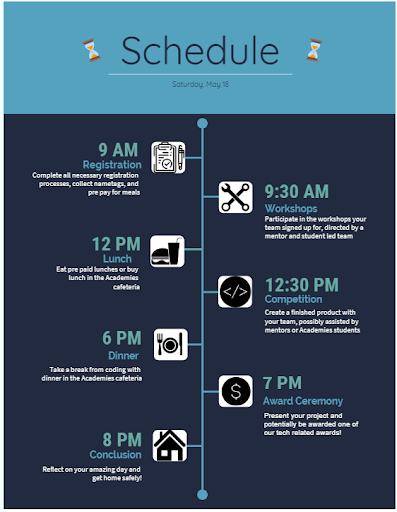 Schedule
Saturday, May 18
9 AM
Registration
Complete all necessary registration
processes, collect nametags, and
pre pay for meals
9:30 AM
Workshops
Participate in the workshops your
team signed up for, directed by a
mentor and student led team
12 PM
Lunch
Eat pre paid lunches or buy
lunch in the Academies
cafeteria
12:30 PM
Competition
</>
Create a finished product with
your team, possibly assisted by
mentors or Academies students
6 PM
Dinner
Take a break from coding with
dinner in the Academies cafeteria
7 PM
Award Ceremony
$
Present your project and
potentially be awarded one of
our tech related awards!
8 PM
Conclusion
Reflect on your amazing day and
get home safely!